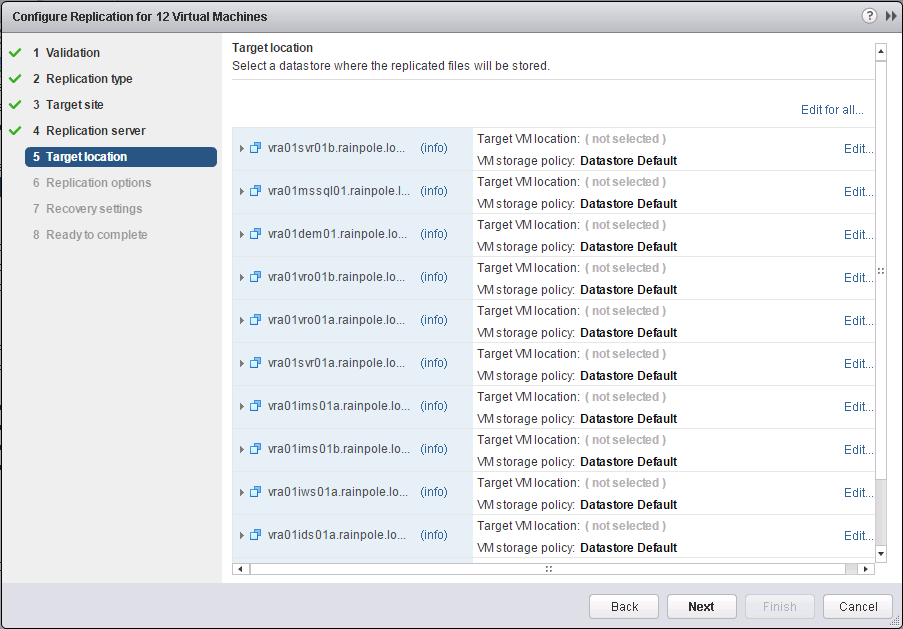 Configure Replication for 12 Virtual Machines
?
1 Validation
2 Replication type
3 Target site
4 Replication server
5 Target location
6 Replication options
7 Recovery settings
8 Ready to complete
Target location
Select a datastore where the replicated files will be stored.
Edit for all...
vra01svr01b.rainpole.lo... (info) Target VM location: ( not selected ) Edit...
VM storage policy: Datastore Default
vra01mssql01.rainpole.l... (info) Target VM location: ( not selected ) Edit...
VM storage policy: Datastore Default
vra01dem01.rainpole.lo... (info) Target VM location: ( not selected ) Edit...
VM storage policy: Datastore Default
vra01vro01b.rainpole.lo... (info) Target VM location: ( not selected ) Edit...
VM storage policy: Datastore Default
vra01vro01a.rainpole.lo... (info) Target VM location: ( not selected ) Edit...
VM storage policy: Datastore Default
vra01svr01a.rainpole.lo... (info) Target VM location: ( not selected ) Edit...
VM storage policy: Datastore Default
vra01ims01a.rainpole.lo... (info) Target VM location: ( not selected ) Edit...
VM storage policy: Datastore Default
vra01ims01b.rainpole.lo... (info) Target VM location: ( not selected ) Edit...
VM storage policy: Datastore Default
vra01iws01a.rainpole.lo... (info) Target VM location: ( not selected ) Edit...
VM storage policy: Datastore Default
vra01ids01a.rainpole.lo... (info) Target VM location: ( not selected ) Edit...
VM storage policy: Datastore Default
Back Next Finish Cancel